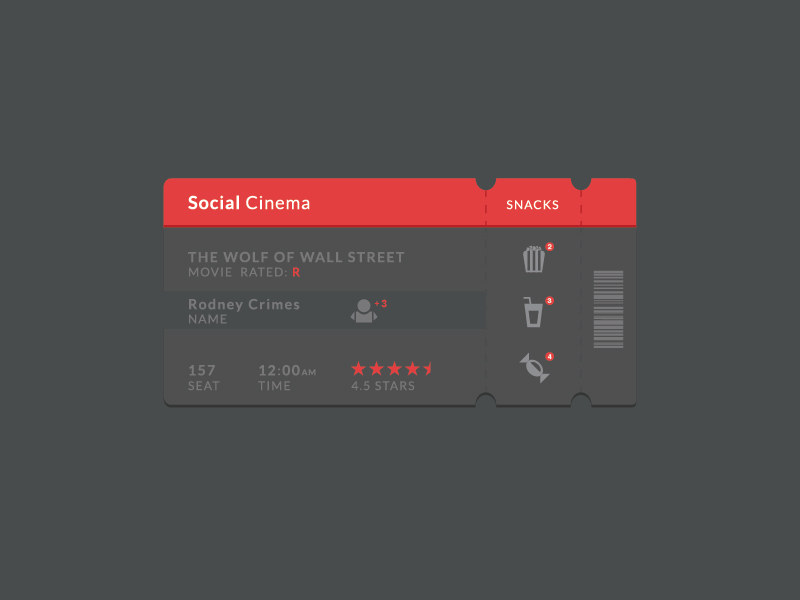 Social Cinema
SNACKS
THE WOLF OF WALL STREET
MOVIE RATED: R
Rodney Crimes
NAME
+3
157
SEAT
12:00AM
TIME
4.5 STARS
2
3
4